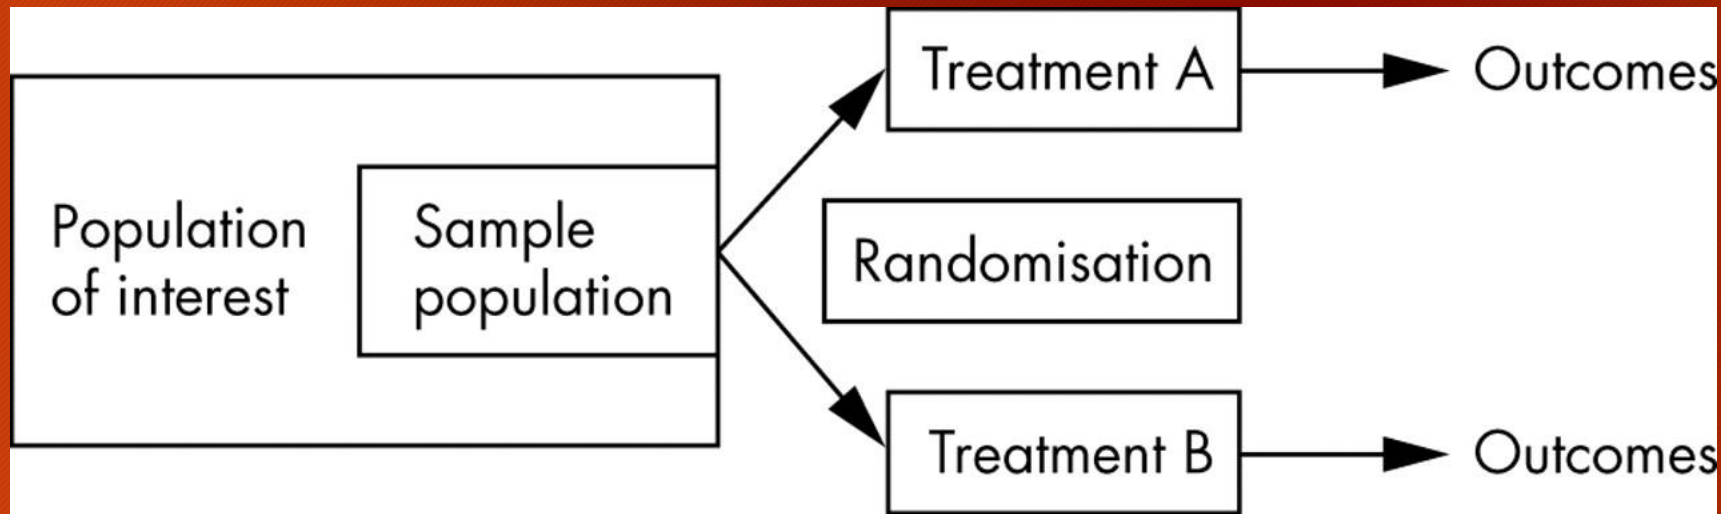 Population
of interest
Sample
population
Treatment A
Outcomes
Randomisation
Treatment B
Outcomes